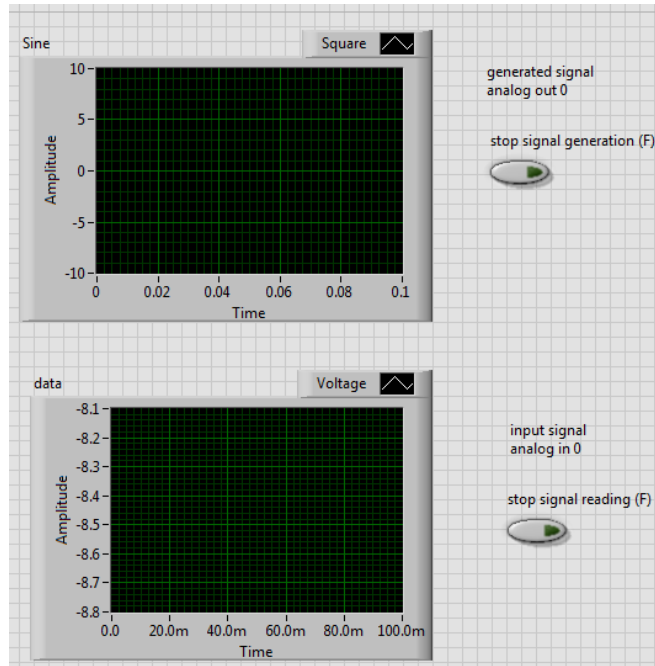 Sine
Square
10
5
0
-5
-10
Amplitude
0 0.02 0.04 0.06 0.08 0.1
Time
generated signal
analog out 0
stop signal generation (F)
data
Voltage
-8.1
-8.2
-8.3
-8.4
-8.5
-8.6
-8.7
-8.8
Amplitude
0.0 20.0m 40.0m 60.0m 80.0m 100.0m
Time
input signal
analog in 0
stop signal reading (F)